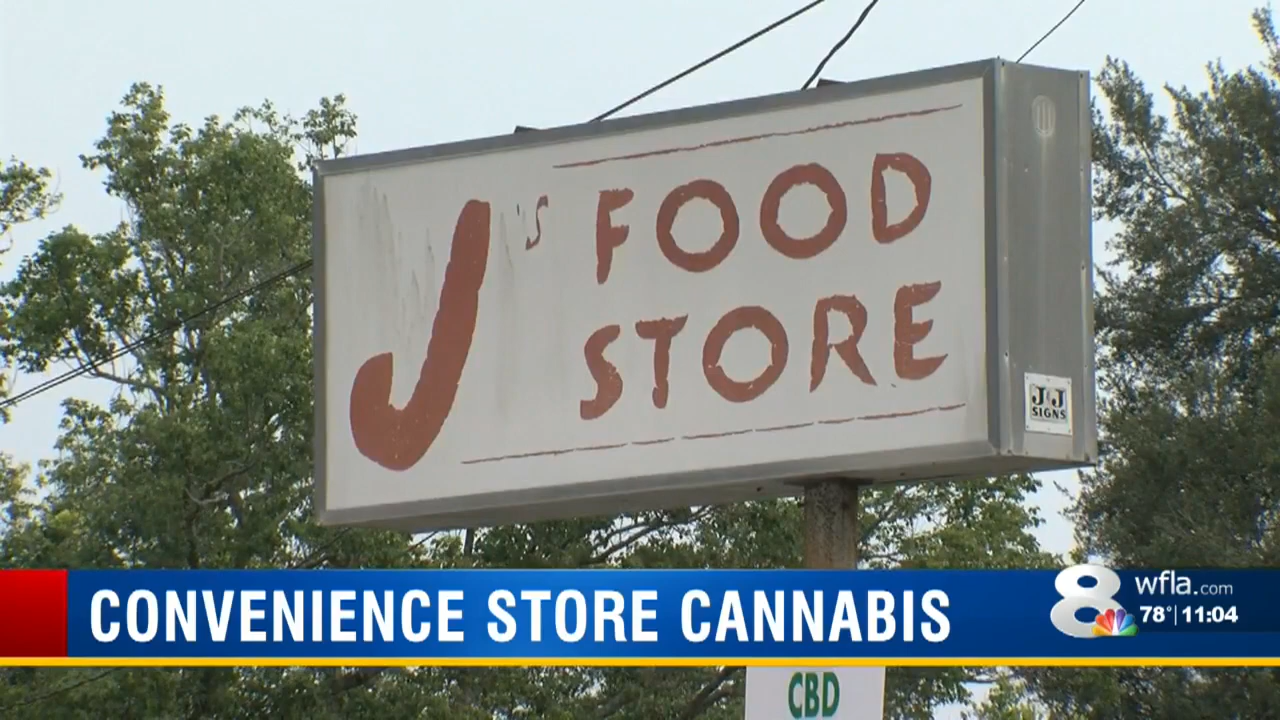 J's FOOD
STORE
J&J
SIGNS
CONVENIENCE STORE CANNABIS
8 wfla.com
78° | 11:04
CBD